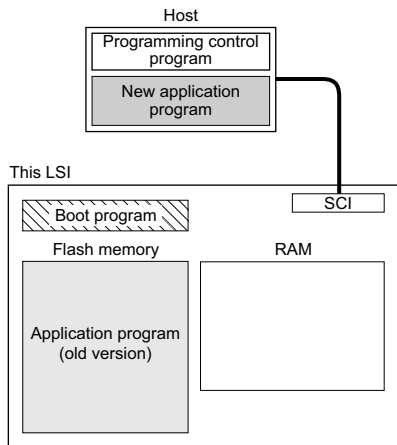 Host
Programming control
program
New application
program
This LSI
SCI
Boot program
Flash memory
RAM
Application program
(old version)